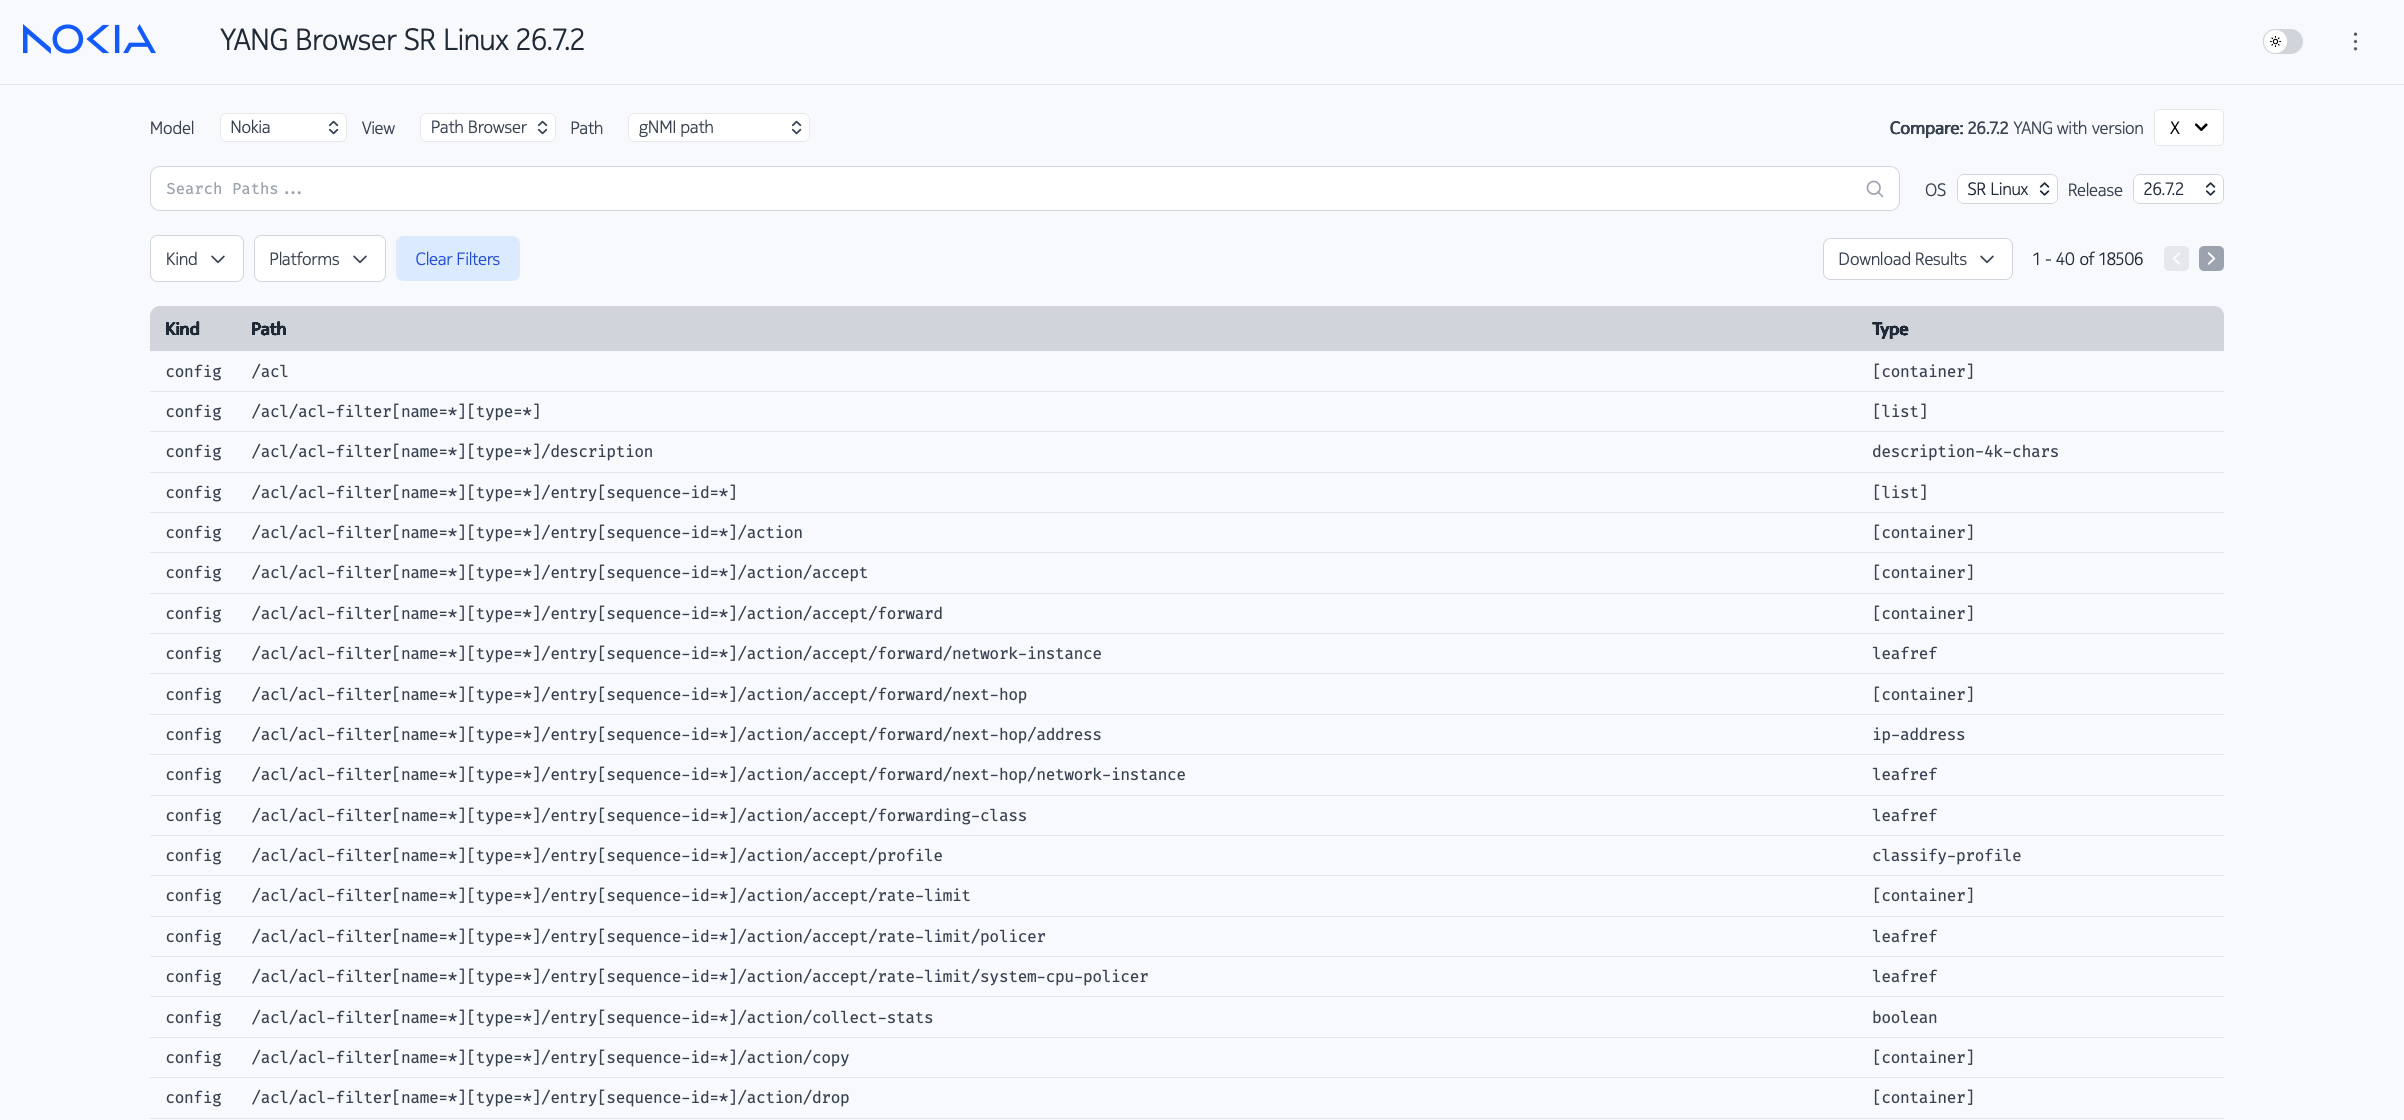 NOKIA YANG Browser SR Linux 26.7.2
Model Nokia View Path Browser Path gNMI path Compare: 26.7.2 YANG with version X
Search Paths... OS SR Linux Release 26.7.2
Kind Platforms Clear Filters Download Results 1 - 40 of 18506
Kind Path Type
config /acl [container]
config /acl/acl-filter[name=*][type=*] [list]
config /acl/acl-filter[name=*][type=*]/description description-4k-chars
config /acl/acl-filter[name=*][type=*]/entry[sequence-id=*] [list]
config /acl/acl-filter[name=*][type=*]/entry[sequence-id=*]/action [container]
config /acl/acl-filter[name=*][type=*]/entry[sequence-id=*]/action/accept [container]
config /acl/acl-filter[name=*][type=*]/entry[sequence-id=*]/action/accept/forward [container]
config /acl/acl-filter[name=*][type=*]/entry[sequence-id=*]/action/accept/forward/network-instance leafref
config /acl/acl-filter[name=*][type=*]/entry[sequence-id=*]/action/accept/forward/next-hop [container]
config /acl/acl-filter[name=*][type=*]/entry[sequence-id=*]/action/accept/forward/next-hop/address ip-address
config /acl/acl-filter[name=*][type=*]/entry[sequence-id=*]/action/accept/forward/next-hop/network-instance leafref
config /acl/acl-filter[name=*][type=*]/entry[sequence-id=*]/action/accept/forwarding-class leafref
config /acl/acl-filter[name=*][type=*]/entry[sequence-id=*]/action/accept/profile classify-profile
config /acl/acl-filter[name=*][type=*]/entry[sequence-id=*]/action/accept/rate-limit [container]
config /acl/acl-filter[name=*][type=*]/entry[sequence-id=*]/action/accept/rate-limit/policer leafref
config /acl/acl-filter[name=*][type=*]/entry[sequence-id=*]/action/accept/rate-limit/system-cpu-policer leafref
config /acl/acl-filter[name=*][type=*]/entry[sequence-id=*]/action/collect-stats boolean
config /acl/acl-filter[name=*][type=*]/entry[sequence-id=*]/action/copy [container]
config /acl/acl-filter[name=*][type=*]/entry[sequence-id=*]/action/drop [container]